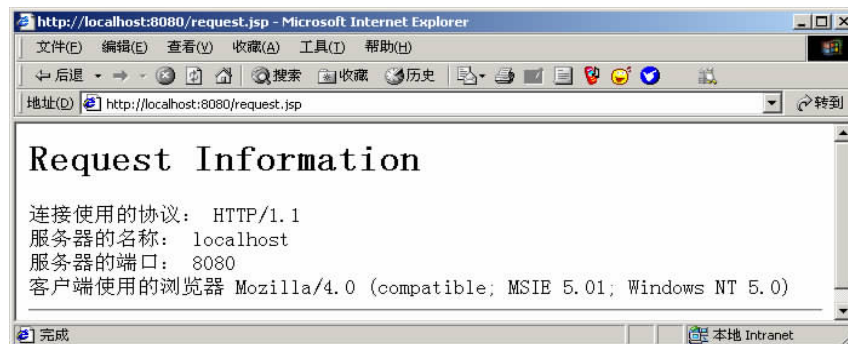 http://localhost:8080/request.jsp - Microsoft Internet Explorer
文件(F) 编辑(E) 查看(V) 收藏(A) 工具(T) 帮助(H)
后退 搜索 收藏 历史
地址(D) http://localhost:8080/request.jsp 转到
Request Information
连接使用的协议： HTTP/1.1
服务器的名称： localhost
服务器的端口： 8080
客户端使用的浏览器 Mozilla/4.0 (compatible; MSIE 5.01; Windows NT 5.0)
完成 本地 Intranet